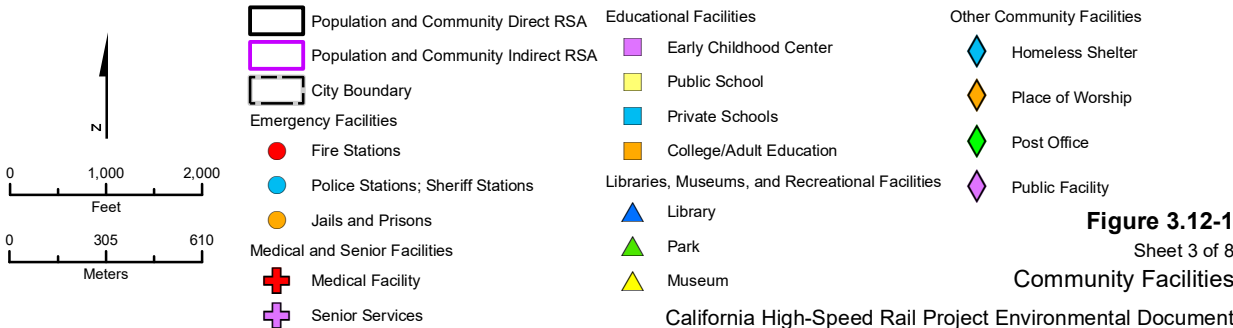 N
0 1,000 2,000
Feet
0 305 610
Meters
Population and Community Direct RSA
Population and Community Indirect RSA
City Boundary
Emergency Facilities
Fire Stations
Police Stations; Sheriff Stations
Jails and Prisons
Medical and Senior Facilities
Medical Facility
Senior Services
Educational Facilities
Early Childhood Center
Public School
Private Schools
College/Adult Education
Libraries, Museums, and Recreational Facilities
Library
Park
Museum
Other Community Facilities
Homeless Shelter
Place of Worship
Post Office
Public Facility
Figure 3.12-1
Sheet 3 of 8
Community Facilities
California High-Speed Rail Project Environmental Document